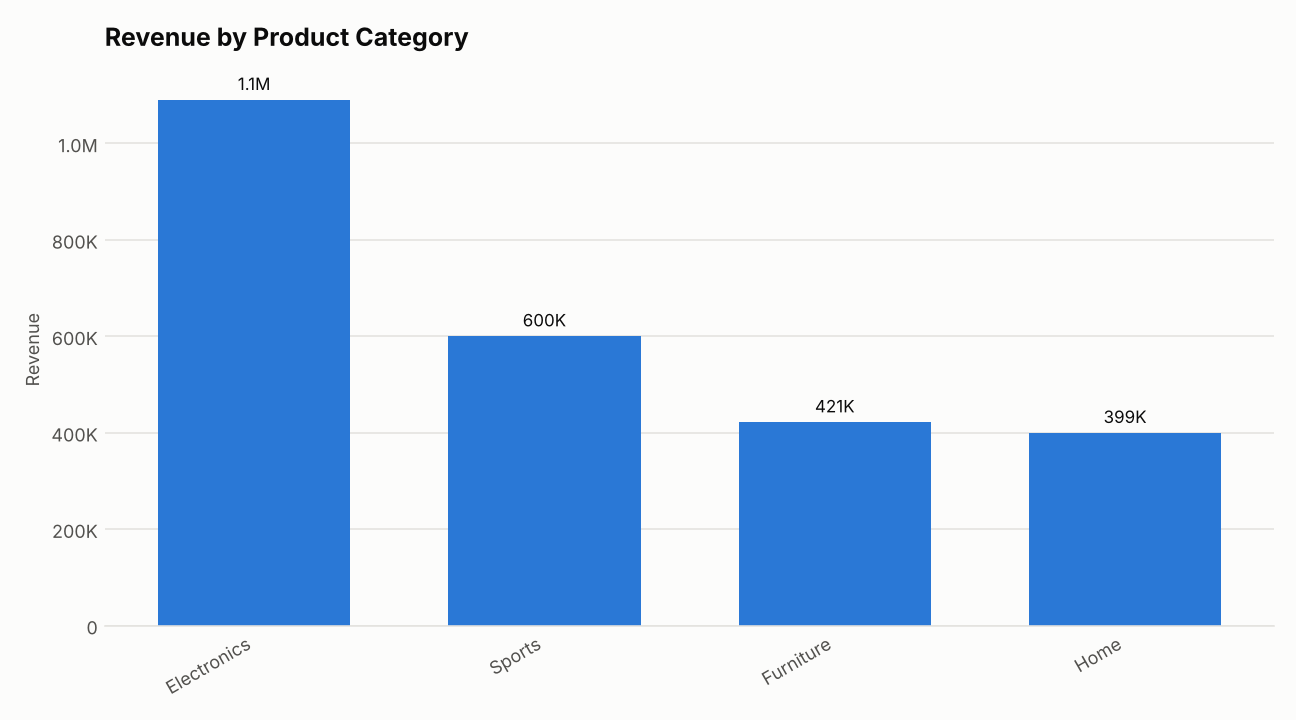 Revenue by Product Category
1.1M
1.0M
800K
600K
600K
421K
399K
400K
200K
0
Revenue
Electronics
Sports
Furniture
Home